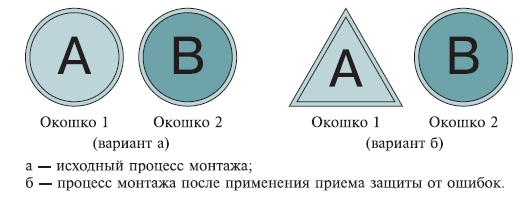 A B A B
Окошко 1 Окошко 2 Окошко 1 Окошко 2
(вариант а) (вариант б)
а — исходный процесс монтажа;
б — процесс монтажа после применения приема защиты от ошибок.